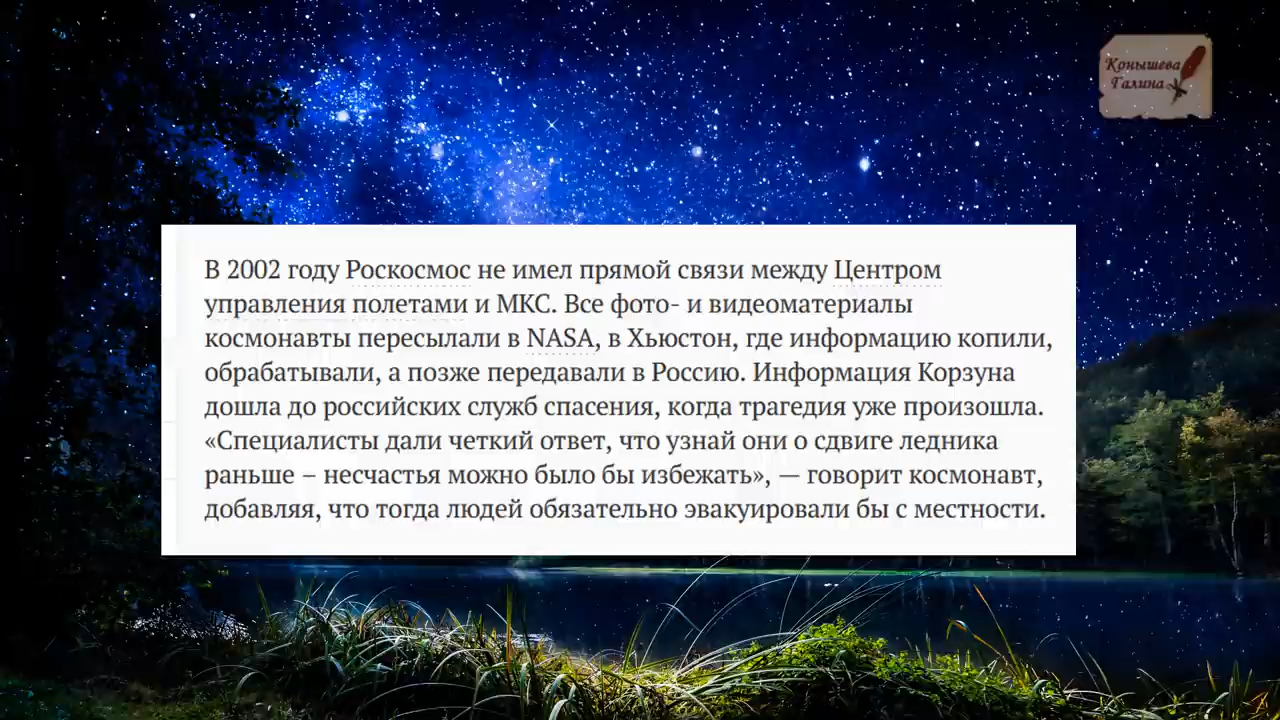 Конышева
Галина
В 2002 году Роскосмос не имел прямой связи между Центром
управления полетами и МКС. Все фото- и видеоматериалы
космонавты пересылали в NASA, в Хьюстон, где информацию копили,
обрабатывали, а позже передавали в Россию. Информация Корзуна
дошла до российских служб спасения, когда трагедия уже произошла.
«Специалисты дали четкий ответ, что узнай они о сдвиге ледника
раньше – несчастья можно было бы избежать», — говорит космонавт,
добавляя, что тогда людей обязательно эвакуировали бы с местности.